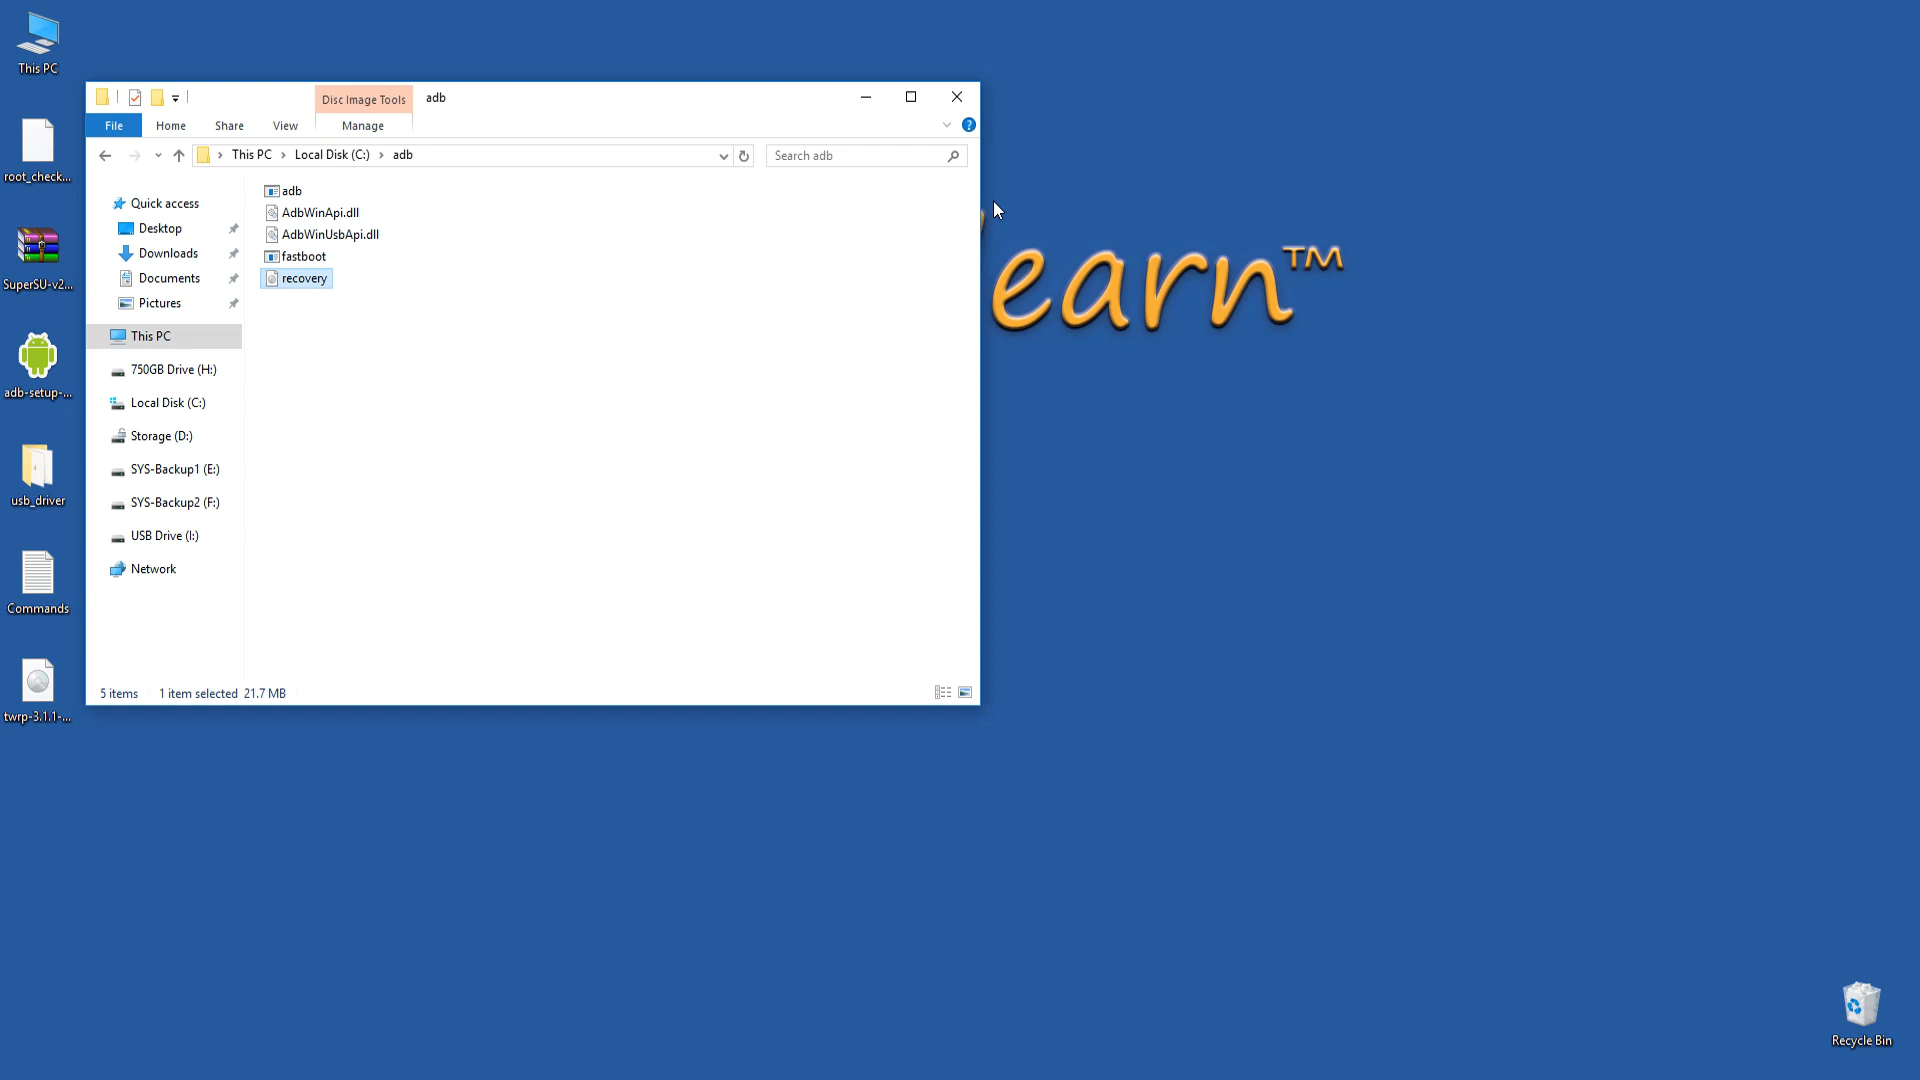 This PC
root_check...
SuperSU-v2...
adb-setup-...
usb_driver
Commands
twrp-3.1.1-...
Disc Image Tools
adb
File
Home
Share
View
Manage
This PC
Local Disk (C:)
adb
Search adb
Quick access
Desktop
Downloads
Documents
Pictures
This PC
750GB Drive (H:)
Local Disk (C:)
Storage (D:)
SYS-Backup1 (E:)
SYS-Backup2 (F:)
USB Drive (I:)
Network
adb
AdbWinApi.dll
AdbWinUsbApi.dll
fastboot
recovery
5 items
1 item selected 21.7 MB
earn™
Recycle Bin